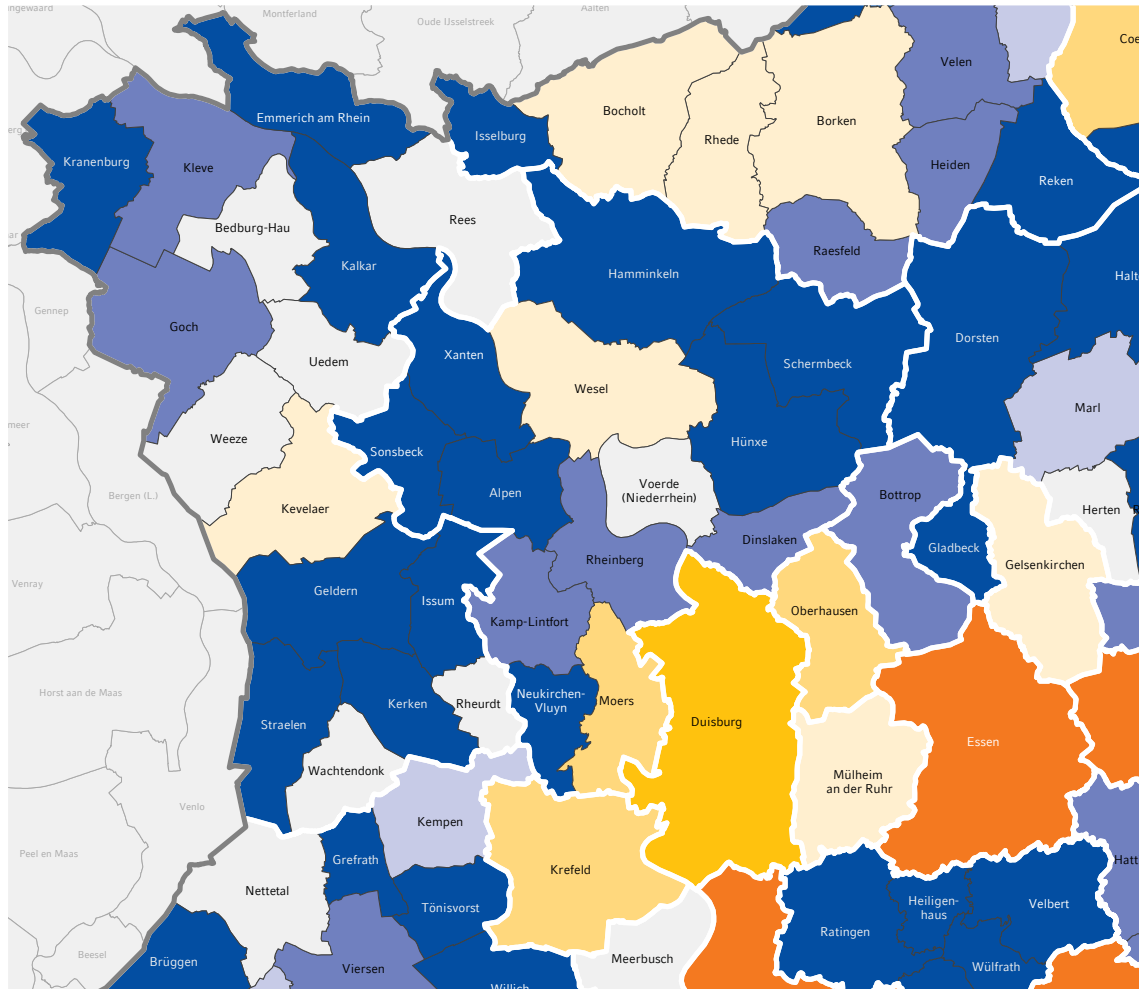 Montferland
Oude IJsselstreek
Aalten
Velen
Bocholt
Emmerich am Rhein
Borken
Isselburg
Rhede
Kranenburg
Kleve
Heiden
Reken
Rees
Bedburg-Hau
Raesfeld
Kalkar
Hamminkeln
Gennep
Goch
Dorsten
Xanten
Uedem
Schermbeck
Wesel
Marl
Weeze
Hünxe
Sonsbeck
Voerde
(Niederrhein)
Alpen
Bottrop
Bergen (L.)
Kevelaer
Herten
Dinslaken
Gladbeck
Rheinberg
Gelsenkirchen
Venray
Geldern
Issum
Oberhausen
Kamp-Lintfort
Horst aan de Maas
Neukirchen-
Vluyn
Moers
Kerken
Rheurdt
Straelen
Duisburg
Essen
Wachtendonk
Mülheim
an der Ruhr
Venlo
Kempen
Peel en Maas
Grefrath
Krefeld
Nettetal
Tönisvorst
Heiligen-
haus
Velbert
Ratingen
Beesel
Brüggen
Viersen
Meerbusch
Wülfrath
Willich